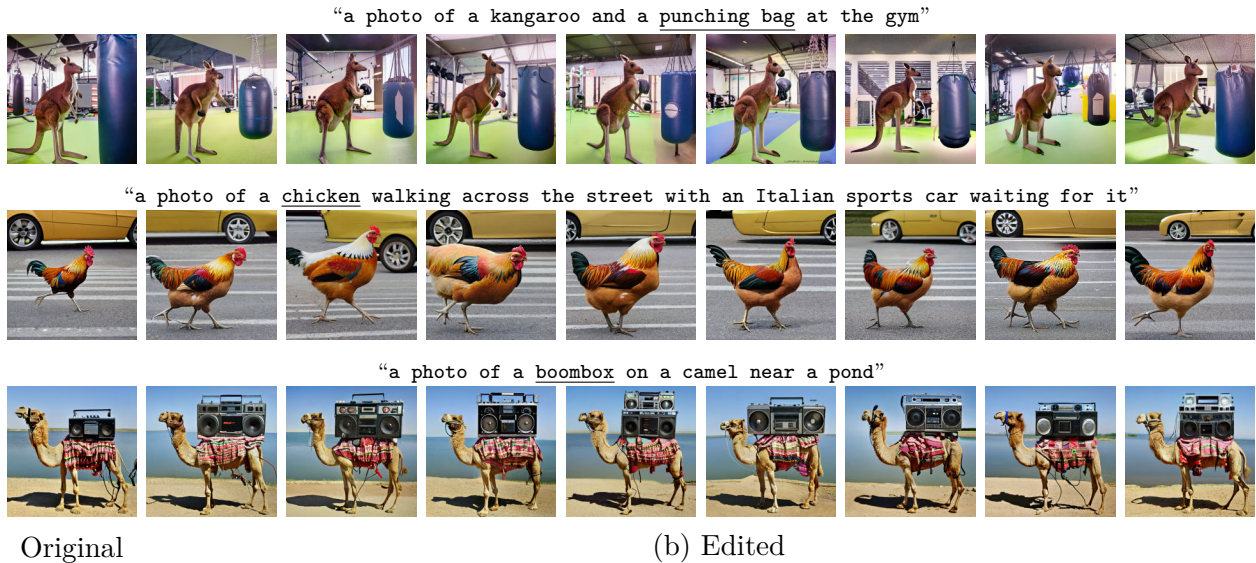 “a photo of a kangaroo and a punching bag at the gym”
“a photo of a chicken walking across the street with an Italian sports car waiting for it”
“a photo of a boombox on a camel near a pond”
Original
(b) Edited